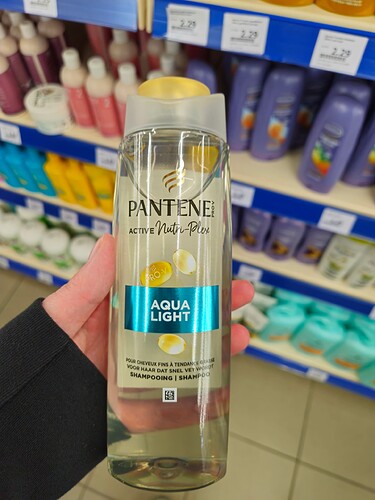 2.29
2.29
2.29
PANTENE
PRO-V
ACTIVE Nutri-Plex
PRO-V
AQUA
LIGHT
POUR CHEVEUX FINS À TENDANCE GRASSE
VOOR HAAR DAT SNEL VET WORDT
SHAMPOOING | SHAMPOO